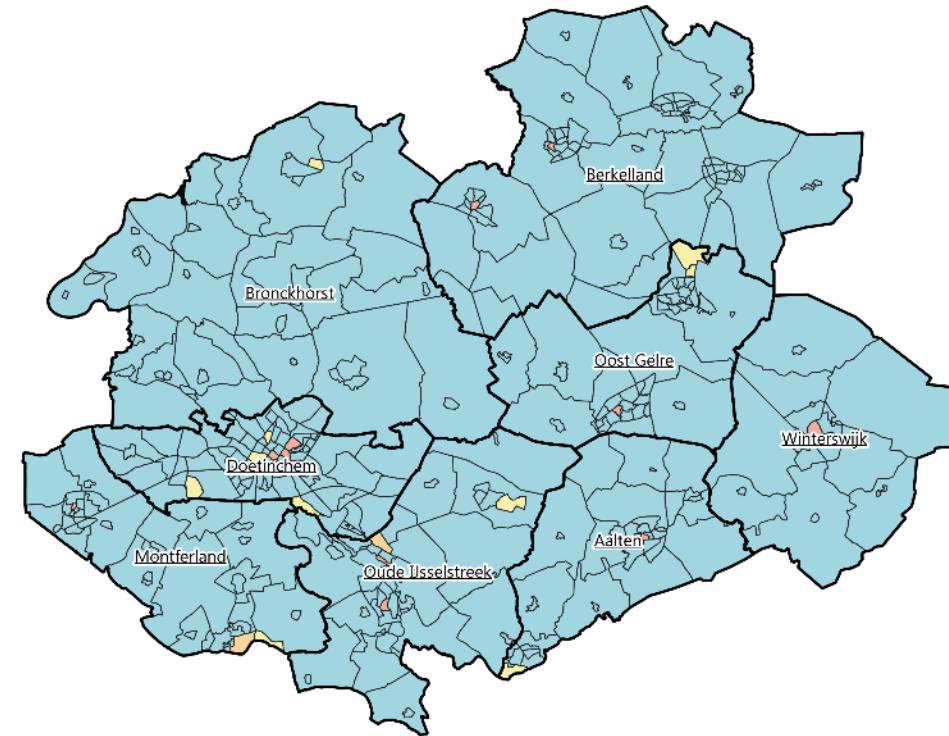 Berkelland
Bronckhorst
Oost Gelre
Winterswijk
Doetinchem
Aalten
Montferland
Oude IJsselstreek